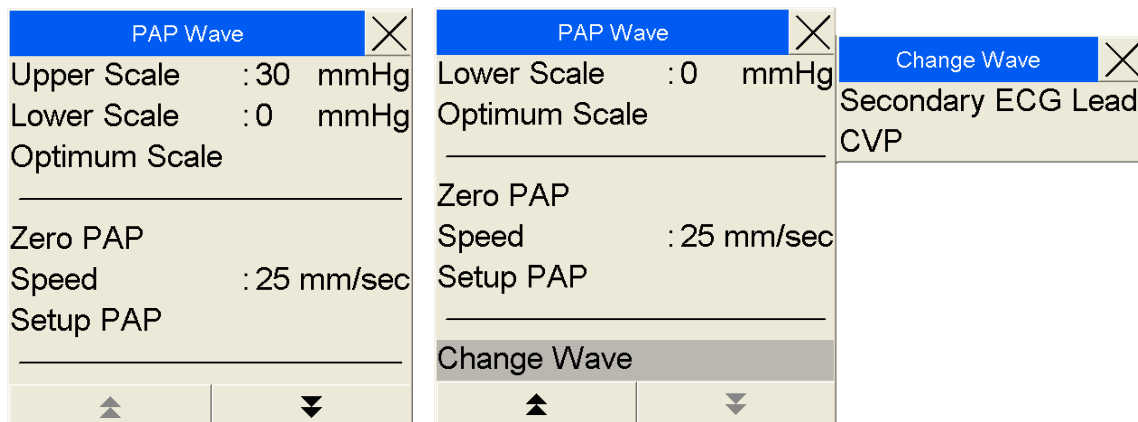 PAP Wave
Upper Scale : 30 mmHg
Lower Scale : 0 mmHg
Optimum Scale
Zero PAP
Speed : 25 mm/sec
Setup PAP
PAP Wave
Lower Scale : 0 mmHg
Optimum Scale
Zero PAP
Speed : 25 mm/sec
Setup PAP
Change Wave
Change Wave
Secondary ECG Lead
CVP